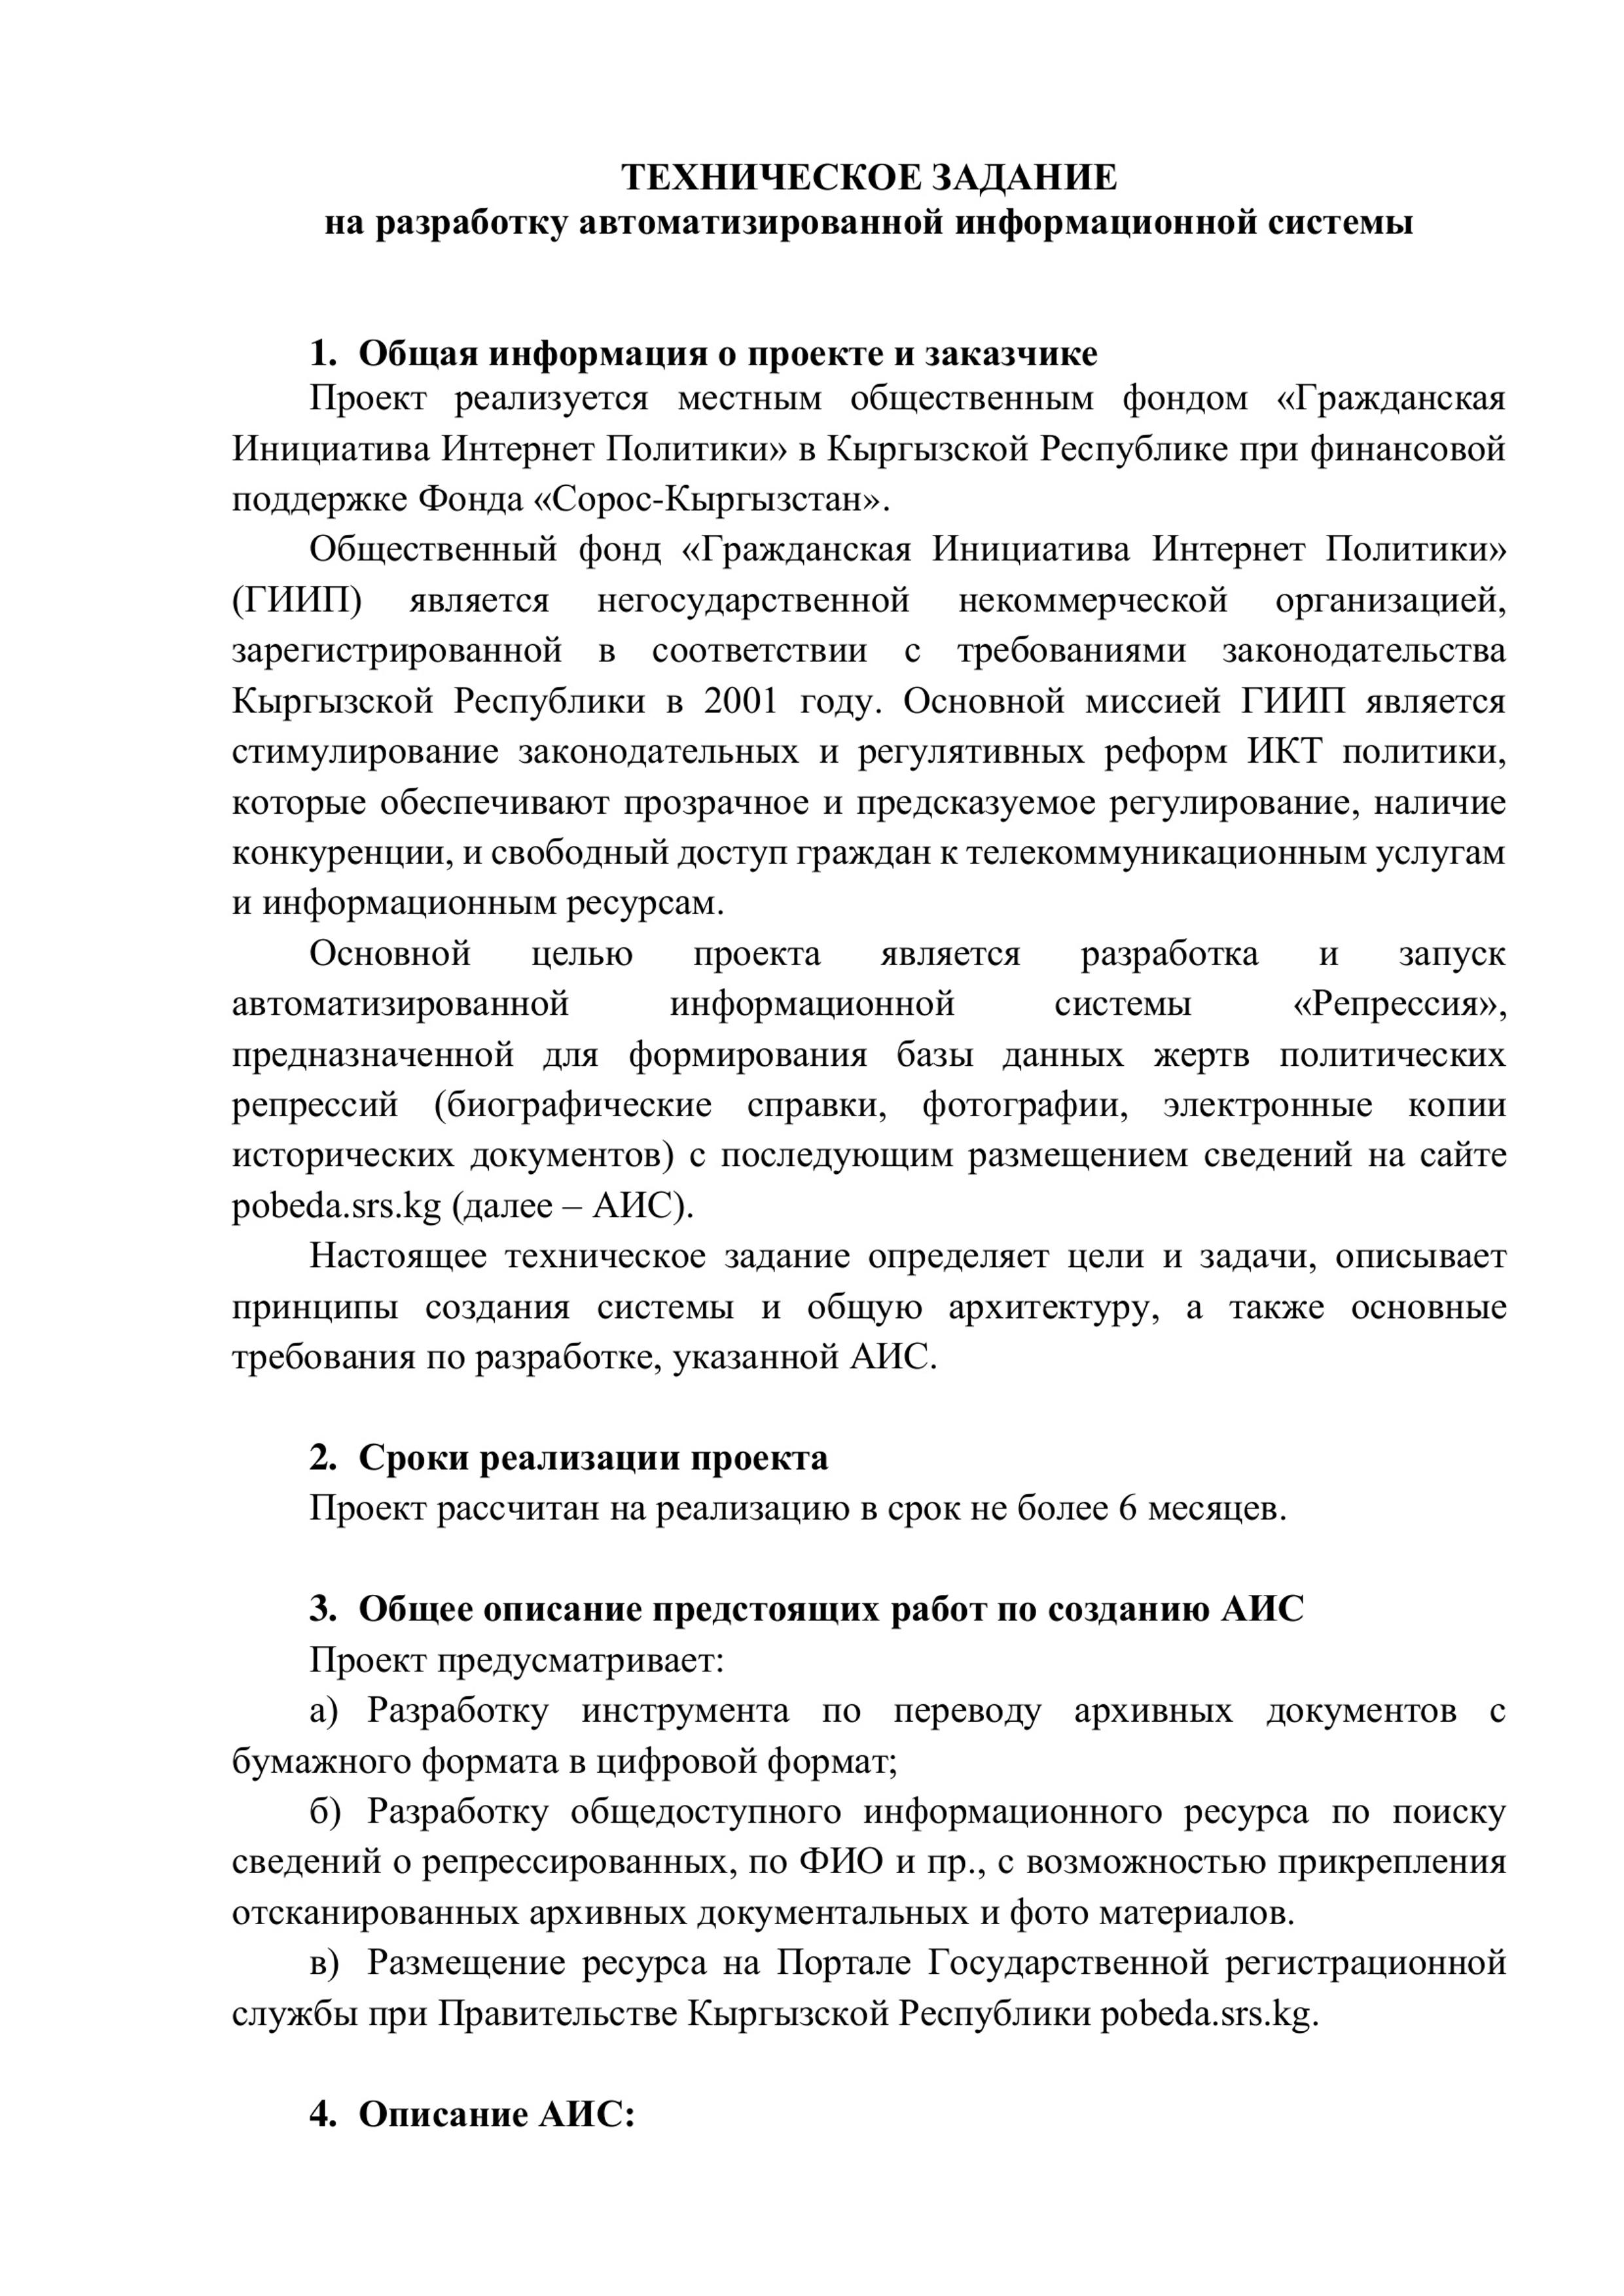 ТЕХНИЧЕСКОЕ ЗАДАНИЕ
на разработку автоматизированной информационной системы
1. Общая информация о проекте и заказчике
Проект реализуется местным общественным фондом «Гражданская
Инициатива Интернет Политики» в Кыргызской Республике при финансовой
поддержке Фонда «Сорос-Кыргызстан».
Общественный фонд «Гражданская Инициатива Интернет Политики»
(ГИИП) является негосударственной некоммерческой организацией,
зарегистрированной в соответствии с требованиями законодательства
Кыргызской Республики в 2001 году. Основной миссией ГИИП является
стимулирование законодательных и регулятивных реформ ИКТ политики,
которые обеспечивают прозрачное и предсказуемое регулирование, наличие
конкуренции, и свободный доступ граждан к телекоммуникационным услугам
и информационным ресурсам.
Основной целью проекта является разработка и запуск
автоматизированной информационной системы «Репрессия»,
предназначенной для формирования базы данных жертв политических
репрессий (биографические справки, фотографии, электронные копии
исторических документов) с последующим размещением сведений на сайте
pobeda.srs.kg (далее – АИС).
Настоящее техническое задание определяет цели и задачи, описывает
принципы создания системы и общую архитектуру, а также основные
требования по разработке, указанной АИС.
2. Сроки реализации проекта
Проект рассчитан на реализацию в срок не более 6 месяцев.
3. Общее описание предстоящих работ по созданию АИС
Проект предусматривает:
а) Разработку инструмента по переводу архивных документов с
бумажного формата в цифровой формат;
б) Разработку общедоступного информационного ресурса по поиску
сведений о репрессированных, по ФИО и пр., с возможностью прикрепления
отсканированных архивных документальных и фото материалов.
в) Размещение ресурса на Портале Государственной регистрационной
службы при Правительстве Кыргызской Республики pobeda.srs.kg.
4. Описание АИС: